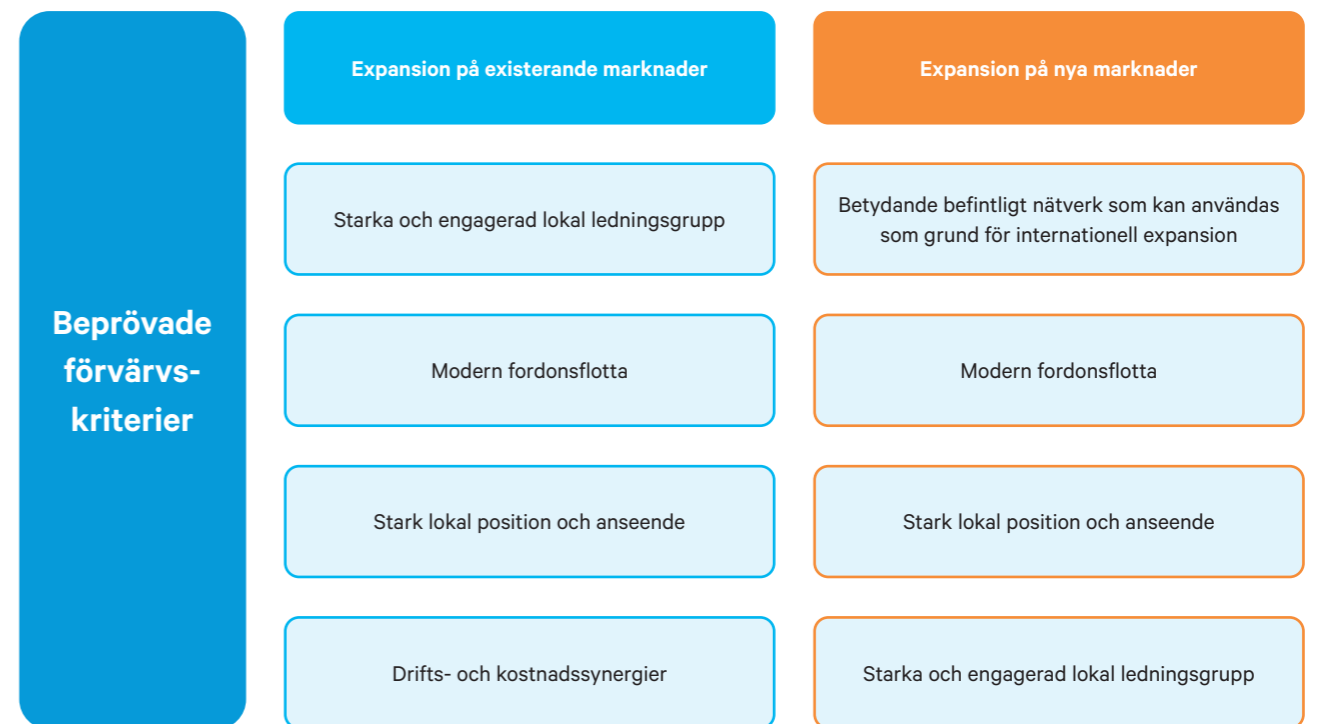 Beprövade
förvärvs-
kriterier
Expansion på existerande marknader
Expansion på nya marknader
Starka och engagerad lokal ledningsgrupp
Betydande befintligt nätverk som kan användas
som grund för internationell expansion
Modern fordonsflotta
Modern fordonsflotta
Stark lokal position och anseende
Stark lokal position och anseende
Drifts- och kostnadssynergier
Starka och engagerad lokal ledningsgrupp